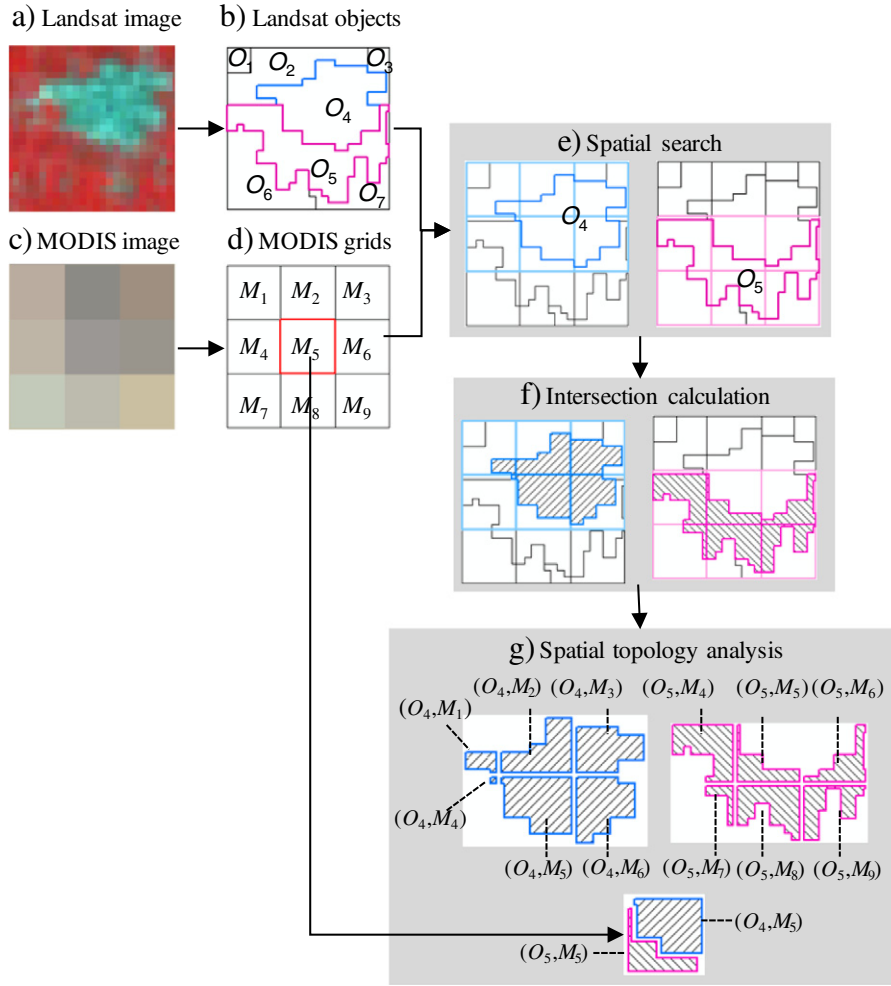 a) Landsat image
b) Landsat objects
O1
O2
O3
O4
O5
O6
O7
c) MODIS image
d) MODIS grids
M1 M2 M3
M4 M5 M6
M7 M8 M9
e) Spatial search
O4
O5
f) Intersection calculation
g) Spatial topology analysis
(O4,M1)
(O4,M2)
(O4,M3)
(O5,M4)
(O5,M5)
(O5,M6)
(O4,M4)
(O4,M5)
(O4,M6)
(O5,M7)
(O5,M8)
(O5,M9)
(O4,M5)
(O5,M5)